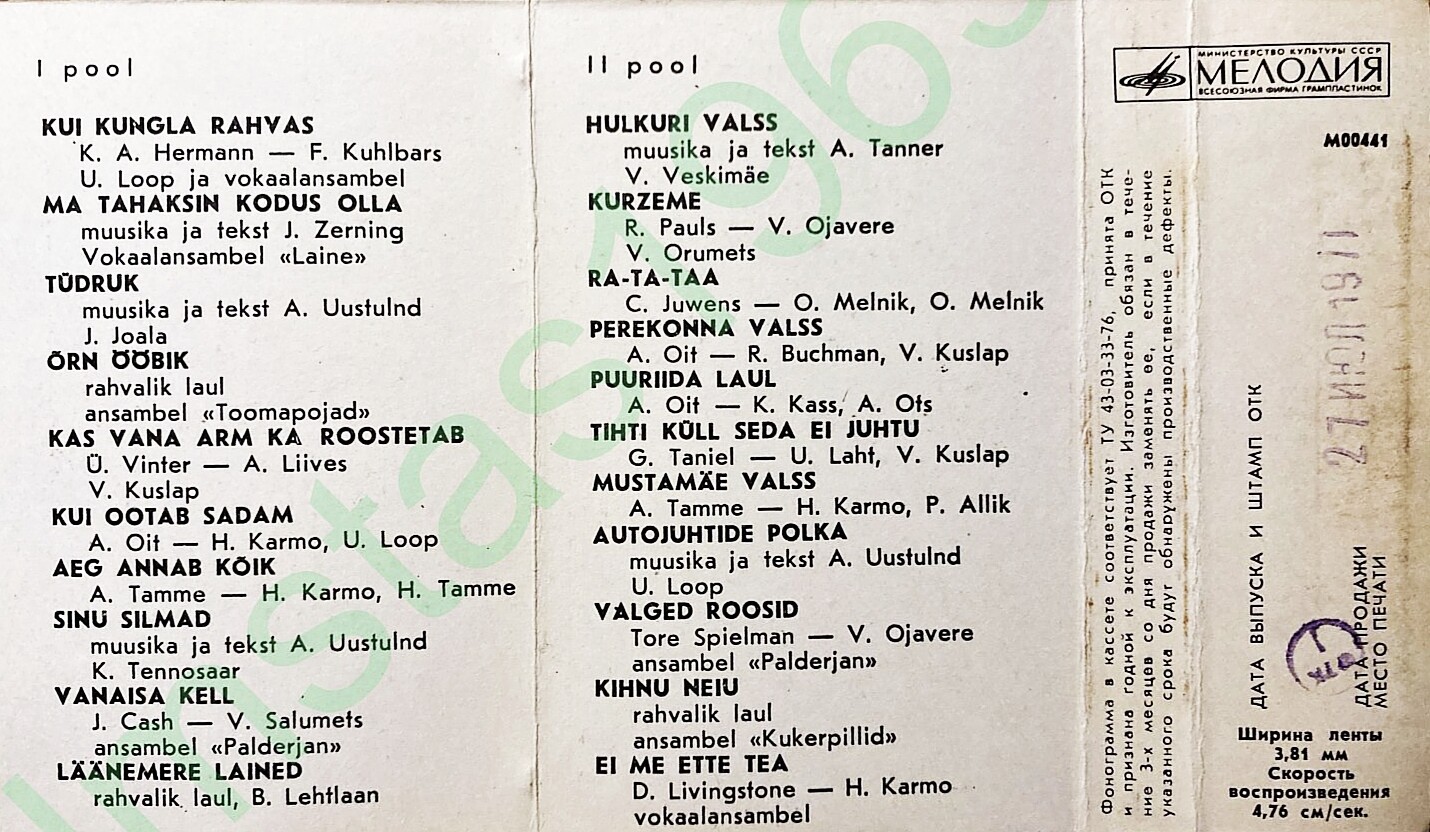 I pool
KUI KUNGLA RAHVAS
K. A. Hermann — F. Kuhlbars
U. Loop ja vokaalansambel
MA TAHAKSIN KODUS OLLA
muusika ja tekst J. Zerning
Vokaalansambel «Laine»
TÜDRUK
muusika ja tekst A. Uustulnd
J. Joala
ÕRN ÖÖBIK
rahvalik laul
ansambel «Toomapojad»
KAS VANA ARM KA ROOSTETAB
Ü. Vinter — A. Liives
V. Kuslap
KUI OOTAB SADAM
A. Oit — H. Karmo, U. Loop
AEG ANNAB KÕIK
A. Tamme — H. Karmo, H. Tamme
SINU SILMAD
muusika ja tekst A. Uustulnd
K. Tennosaar
VANAISA KELL
J. Cash — V. Salumets
ansambel «Palderjan»
LÄÄNEMERE LAINED
rahvalik laul, B. Lehtlaan
II pool
HULKURI VALSS
muusika ja tekst A. Tanner
V. Veskimäe
KURZEME
R. Pauls — V. Ojavere
V. Orumets
RA-TA-TAA
C. Juwens — O. Melnik, O. Melnik
PEREKONNA VALSS
A. Oit — R. Buchman, V. Kuslap
PUURIIDA LAUL
A. Oit — K. Kass, A. Ots
TIHTI KÜLL SEDA EI JUHTU
G. Taniel — U. Laht, V. Kuslap
MUSTAMÄE VALSS
A. Tamme — H. Karmo, P. Allik
AUTOJUHTIDE POLKA
muusika ja tekst A. Uustulnd
U. Loop
VALGED ROOSID
Tore Spielman — V. Ojavere
ansambel «Palderjan»
KIHNU NEIU
rahvalik laul
ansambel «Kukerpillid»
EI ME ETTE TEA
D. Livingstone — H. Karmo
vokaalansambel
Фонограмма в кассете соответствует ТУ 43-03-33-76, принята ОТК
и признана годной к эксплуатации. Изготовитель обязан в тече-
ние 3-х месяцев со дня продажи заменять ее, если в течение
указанного срока будут обнаружены производственные дефекты.
МИНИСТЕРСТВО КУЛЬТУРЫ СССР
МЕЛОДИЯ
ВСЕСОЮЗНАЯ ФИРМА ГРАМПЛАСТИНОК
М00441
ДАТА ВЫПУСКА И ШТАМП ОТК
27 ИЮЛ 197
ДАТА ПРОДАЖИ
МЕСТО ПЕЧАТИ
ОТК
Ширина ленты
3,81 мм
Скорость
воспроизведения
4,76 см/сек.
Instas196